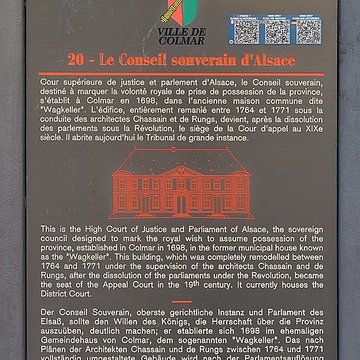 VILLE DE
COLMAR
20 - Le Conseil souverain d'Alsace
Cour supérieure de justice et parlement d'Alsace, le Conseil souverain,
destiné à marquer la volonté royale de prise de possession de la province,
s'établit à Colmar en 1698, dans l'ancienne maison commune dite
"Wagkeller". L'édifice, entièrement remanié entre 1764 et 1771 sous la
conduite des architectes Chassain et de Rungs, devient, après la dissolution
des parlements sous la Révolution, le siège de la Cour d'appel au XIXe
siècle. Il abrite aujourd'hui le Tribunal de grande instance.
This is the High Court of Justice and Parliament of Alsace, the sovereign
council designed to mark the royal wish to assume possession of the
province, established in Colmar in 1698, in the former municipal house known
as the "Wagkeller". This building, which was completely remodelled between
1764 and 1771 under the supervision of the architects Chassain and de
Rungs, after the dissolution of the parliaments under the Revolution, became
the seat of the Appeal Court in the 19th century. It currently houses the
District Court.
Der Conseil Souverain, oberste gerichtliche Instanz und Parlament des
Elsaß, sollte den Willen des Königs, die Herrschaft über die Provinz
auszuüben, deutlich machen; er etablierte sich 1698 im ehemaligen
Gemeindehaus von Colmar, dem sogenannten "Wagkeller". Das nach
Plänen der Architekten Chassain und de Rungs zwischen 1764 und 1771
vollständig umgestaltete Gebäude wird nach der Parlamentsauflösung